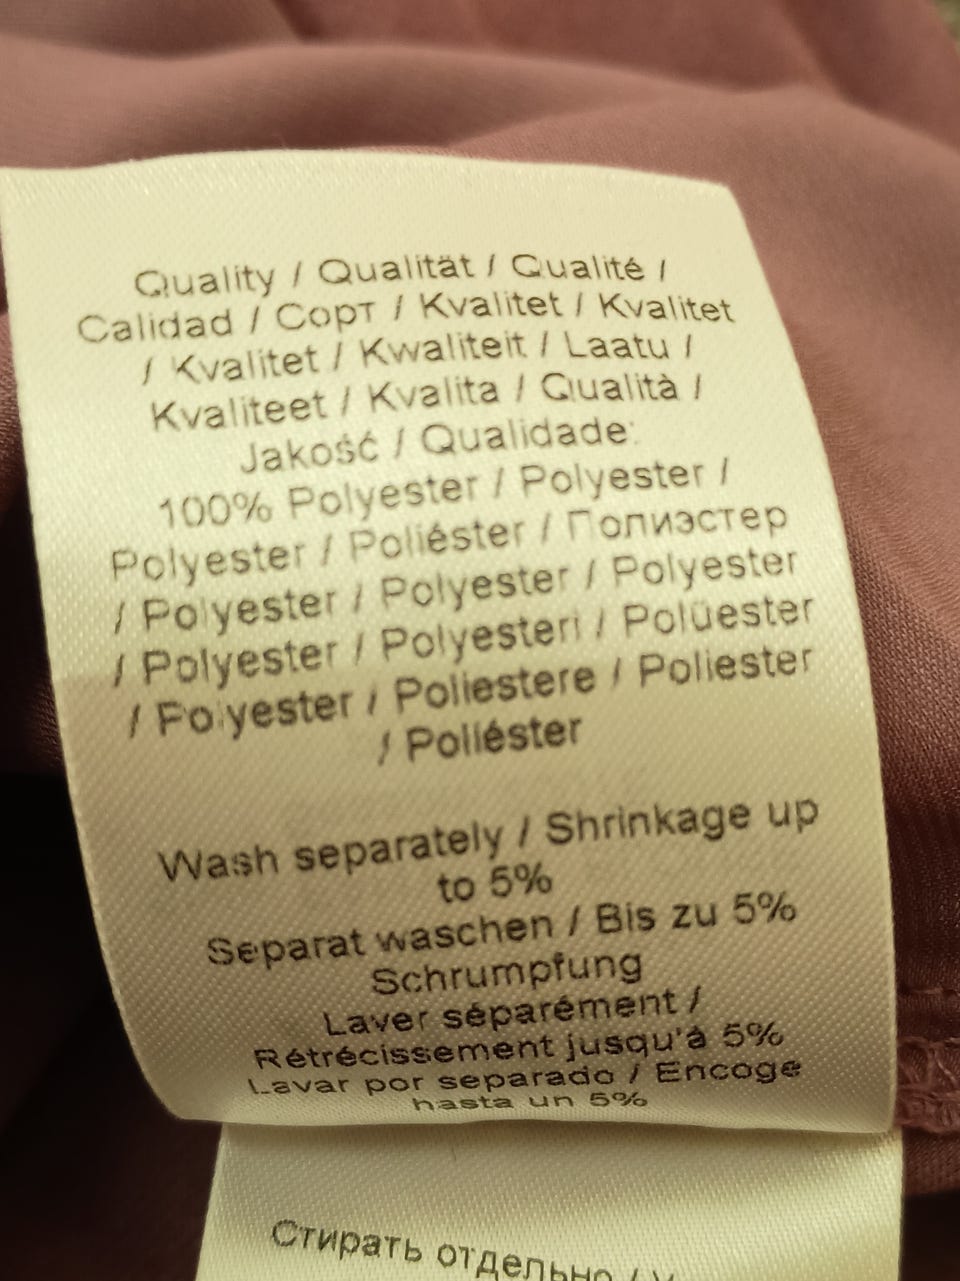 Quality / Qualität / Qualité /
Calidad / Сорт / Kvalitet / Kvalitet
/ Kvalitet / Kwaliteit / Laatu /
Kvaliteet / Kvalita / Qualità /
Jakość / Qualidade:
100% Polyester / Polyester /
Polyester / Poliéster / Полиэстер
/ Polyester / Polyester / Polyester
/ Polyester / Polyesteri / Polüester
/ Polyester / Poliestere / Poliester
/ Poliéster
Wash separately / Shrinkage up
to 5%
Separat waschen / Bis zu 5%
Schrumpfung
Laver séparément /
Rétrécissement jusqu'à 5%
Lavar por separado / Encoge
hasta un 5%
Стирать отдельно /